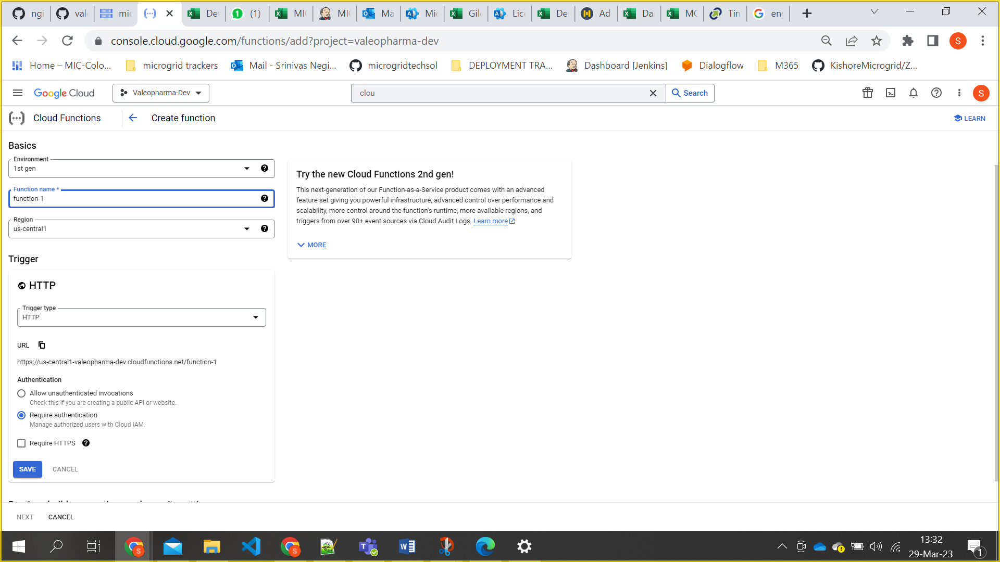 ngi
val
mic
De
(1)
MIC
MIC
Ma
Mic
Gil
Lice
De
Ad
Da
MC
Tin
eng
console.cloud.google.com/functions/add?project=valeopharma-dev
S
Home – MIC-Colo...
microgrid trackers
Mail - Srinivas Negi...
microgridtechsol
DEPLOYMENT TRA...
Dashboard [Jenkins]
Dialogflow
M365
KishoreMicrogrid/Z...
Google Cloud
Valeopharma-Dev
clou
Search
S
Cloud Functions
Create function
LEARN
Basics
Environment
1st gen
Function name *
function-1
Region
us-central1
Try the new Cloud Functions 2nd gen!
This next-generation of our Function-as-a-Service product comes with an advanced
feature set giving you powerful infrastructure, advanced control over performance and
scalability, more control around the function's runtime, more available regions, and
triggers from over 90+ event sources via Cloud Audit Logs. Learn more
MORE
Trigger
HTTP
Trigger type
HTTP
URL
https://us-central1-valeopharma-dev.cloudfunctions.net/function-1
Authentication
Allow unauthenticated invocations
Check this if you are creating a public API or website.
Require authentication
Manage authorized users with Cloud IAM.
Require HTTPS
SAVE
CANCEL
NEXT
CANCEL
13:32
29-Mar-23
1